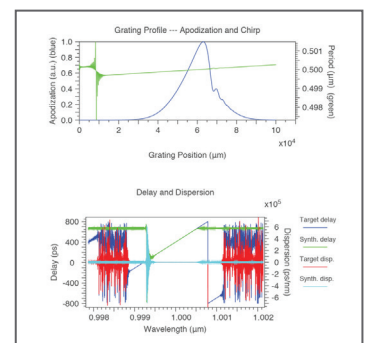 Grating Profile --- Apodization and Chirp
Apodization (a.u.) (blue)
1.0
0.8
0.6
0.4
0.2
0.0
0.501
0.500
0.499
0.498
Period (µm) (green)
0 2 4 6 8 10
x10⁴
Grating Position (µm)
Delay and Dispersion
x10⁵
Delay (ps)
800
400
0
-400
-800
6
4
2
0
-2
-4
-6
Dispersion (ps/nm)
0.998 0.999 1.000 1.001 1.002
Wavelength (µm)
Target delay
Synth. delay
Target disp.
Synth. disp.